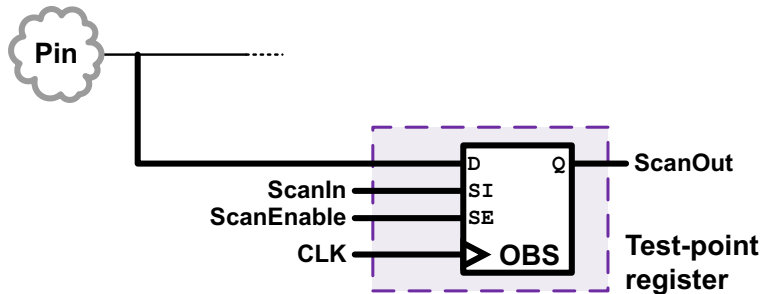 Pin
D Q ScanOut
ScanIn SI
ScanEnable SE
CLK OBS
Test-point
register